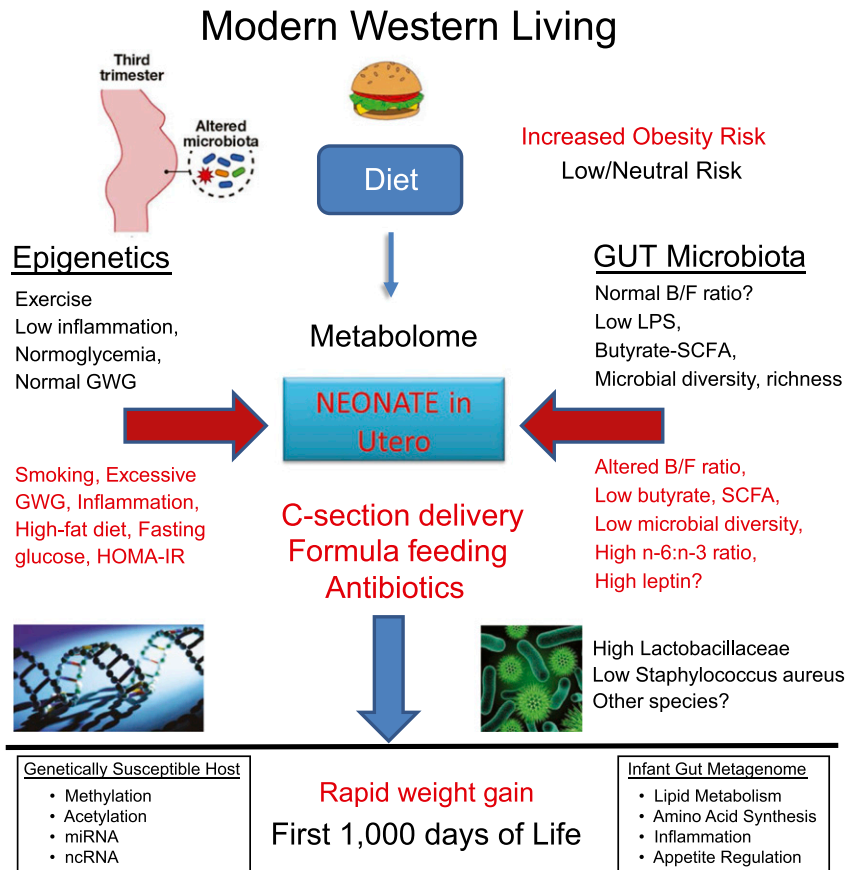 Modern Western Living
Third
trimester
Altered
microbiota
Diet
Increased Obesity Risk
Low/Neutral Risk
Epigenetics
Exercise
Low inflammation,
Normoglycemia,
Normal GWG
Metabolome
GUT Microbiota
Normal B/F ratio?
Low LPS,
Butyrate-SCFA,
Microbial diversity, richness
NEONATE in
Utero
Smoking, Excessive
GWG, Inflammation,
High-fat diet, Fasting
glucose, HOMA-IR
C-section delivery
Formula feeding
Antibiotics
Altered B/F ratio,
Low butyrate, SCFA,
Low microbial diversity,
High n-6:n-3 ratio,
High leptin?
High Lactobacillaceae
Low Staphylococcus aureus
Other species?
Genetically Susceptible Host
• Methylation
• Acetylation
• miRNA
• ncRNA
Rapid weight gain
First 1,000 days of Life
Infant Gut Metagenome
• Lipid Metabolism
• Amino Acid Synthesis
• Inflammation
• Appetite Regulation